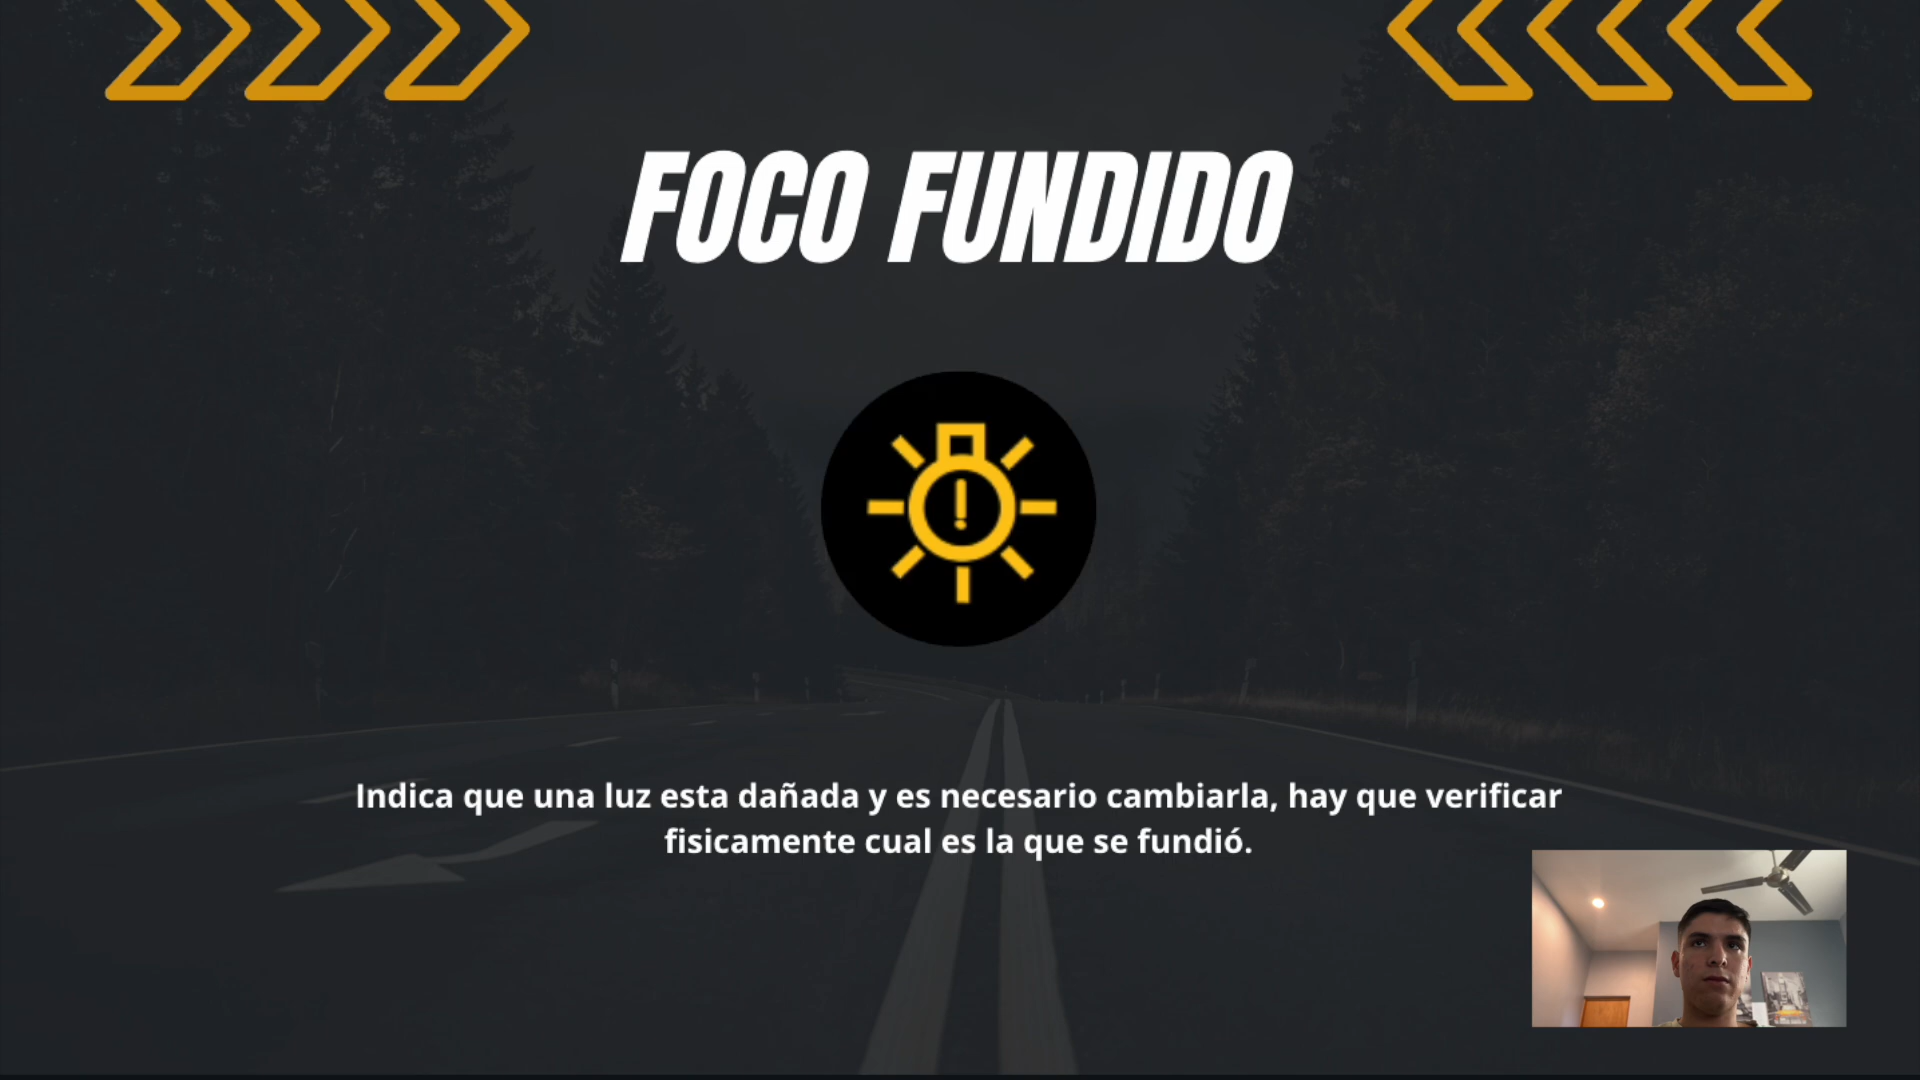 FOCO FUNDIDO
Indica que una luz esta dañada y es necesario cambiarla, hay que verificar
fisicamente cual es la que se fundió.